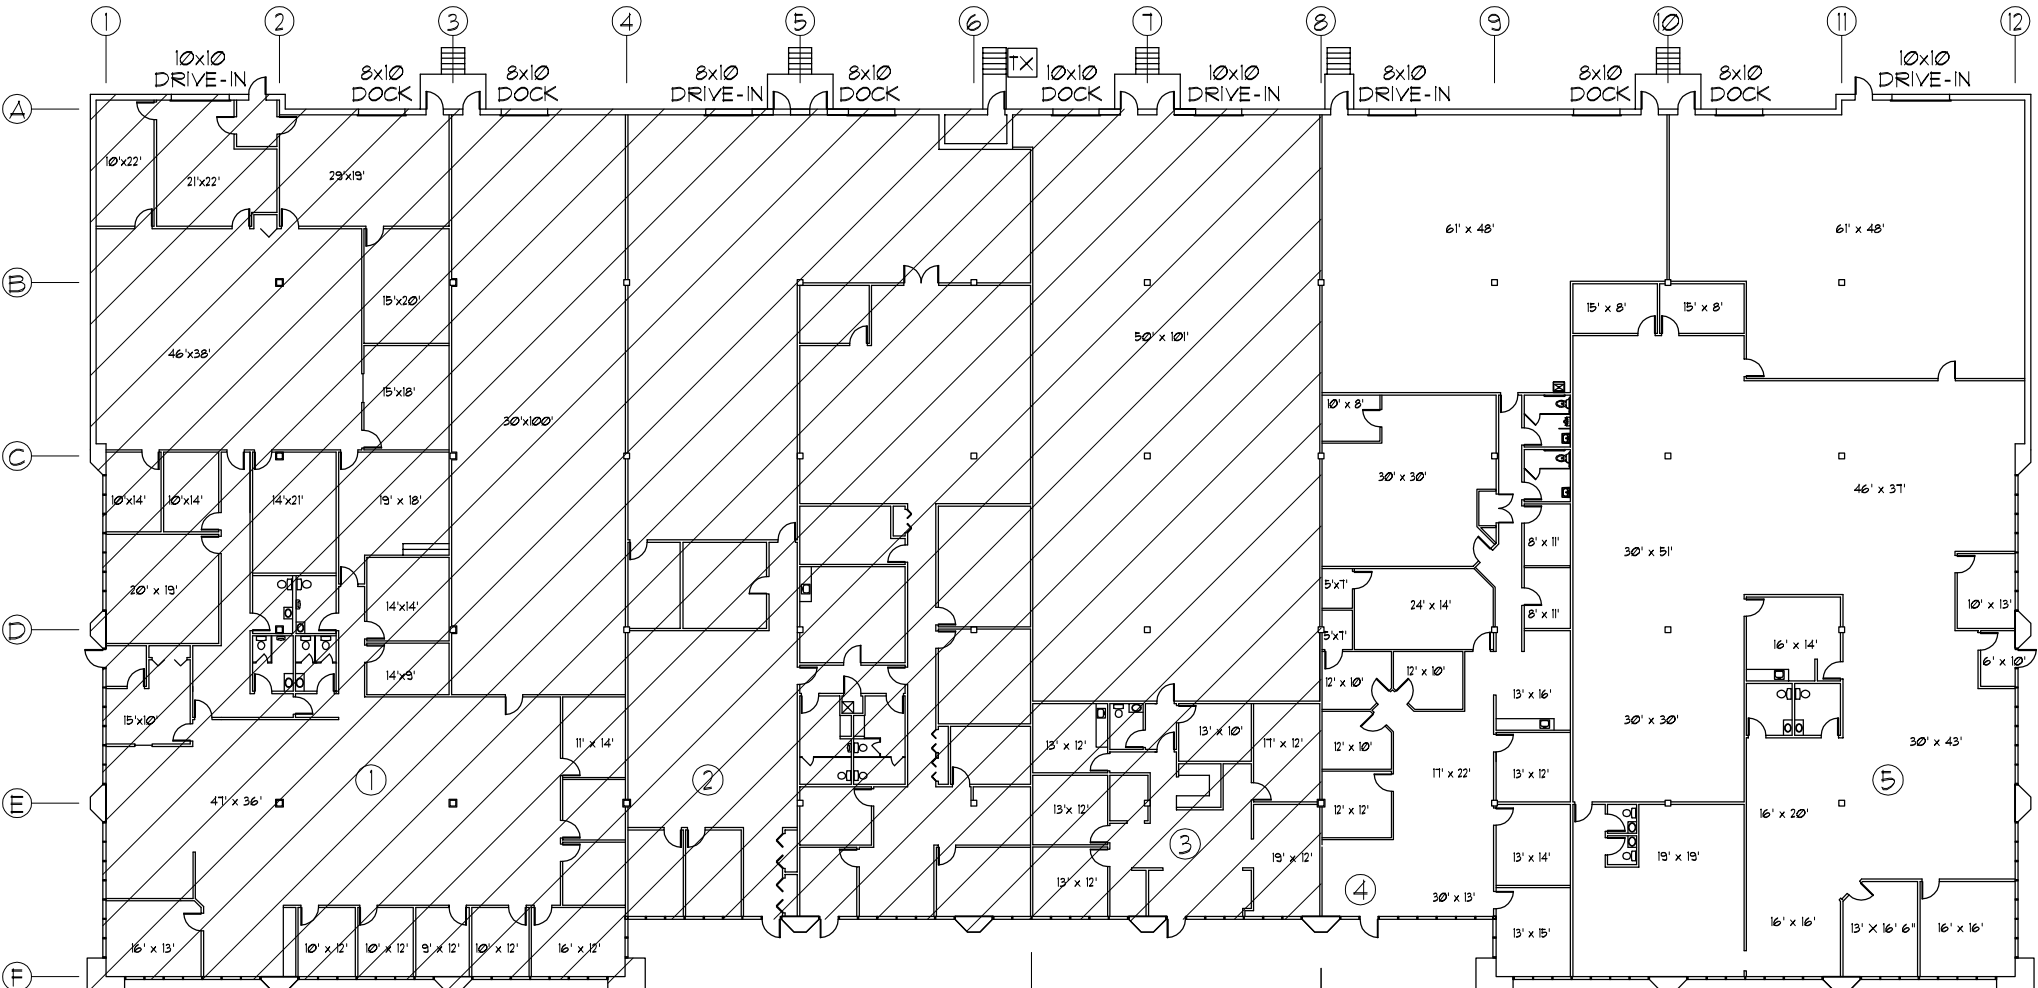 1 2 3 4 5 6 7 8 9 10 11 12
10x10
DRIVE-IN
8x10
DOCK
8x10
DOCK
8x10
DRIVE-IN
8x10
DOCK
TX
10x10
DOCK
10x10
DRIVE-IN
8x10
DRIVE-IN
8x10
DOCK
8x10
DOCK
10x10
DRIVE-IN
A
10'x22'
21'x22'
29'x19'
61' x 48'
61' x 48'
B
15'x20'
15' x 8'
15' x 8'
50' x 101'
46'x38'
15'x18'
10' x 8'
30'x100'
C
10'x14'
10'x14'
14'x21'
19' x 18'
30' x 30'
46' x 37'
8' x 11'
30' x 51'
20' x 19'
14'x14'
5'x7'
24' x 14'
8' x 11'
10' x 13'
D
5'x7'
16' x 14'
6' x 10'
14'x9'
12' x 10'
12' x 10'
13' x 16'
15'x10'
30' x 30'
11' x 14'
13' x 12'
13' x 10'
17' x 12'
12' x 10'
30' x 43'
1
2
17' x 22'
13' x 12'
5
E
47' x 36'
13' x 12'
12' x 12'
16' x 20'
3
19' x 12'
13' x 14'
19' x 19'
13' x 12'
4
30' x 13'
16' x 13'
10' x 12'
10' x 12'
9' x 12'
10' x 12'
16' x 12'
13' x 15'
16' x 16'
13' X 16' 6"
16' x 16'
F